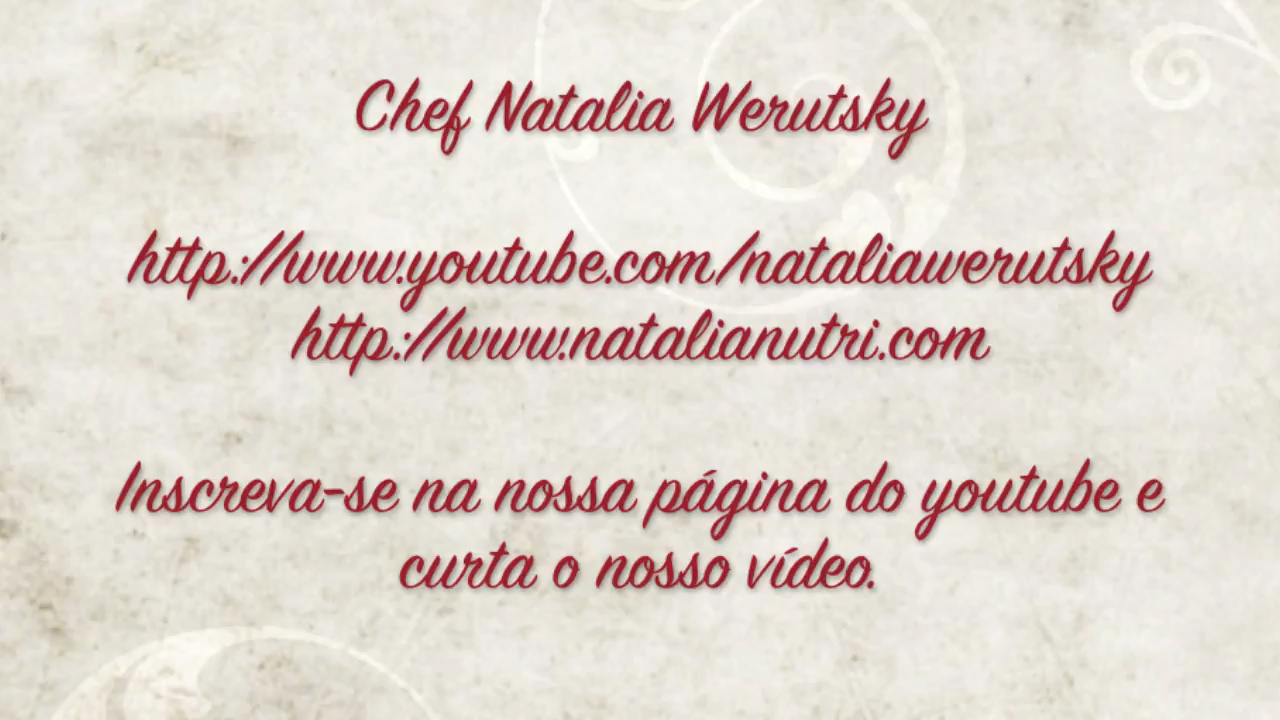 Chef Natalia Werutsky
http://www.youtube.com/nataliawerutsky
http://www.natalianutri.com
Inscreva-se na nossa página do youtube e
curta o nosso vídeo.